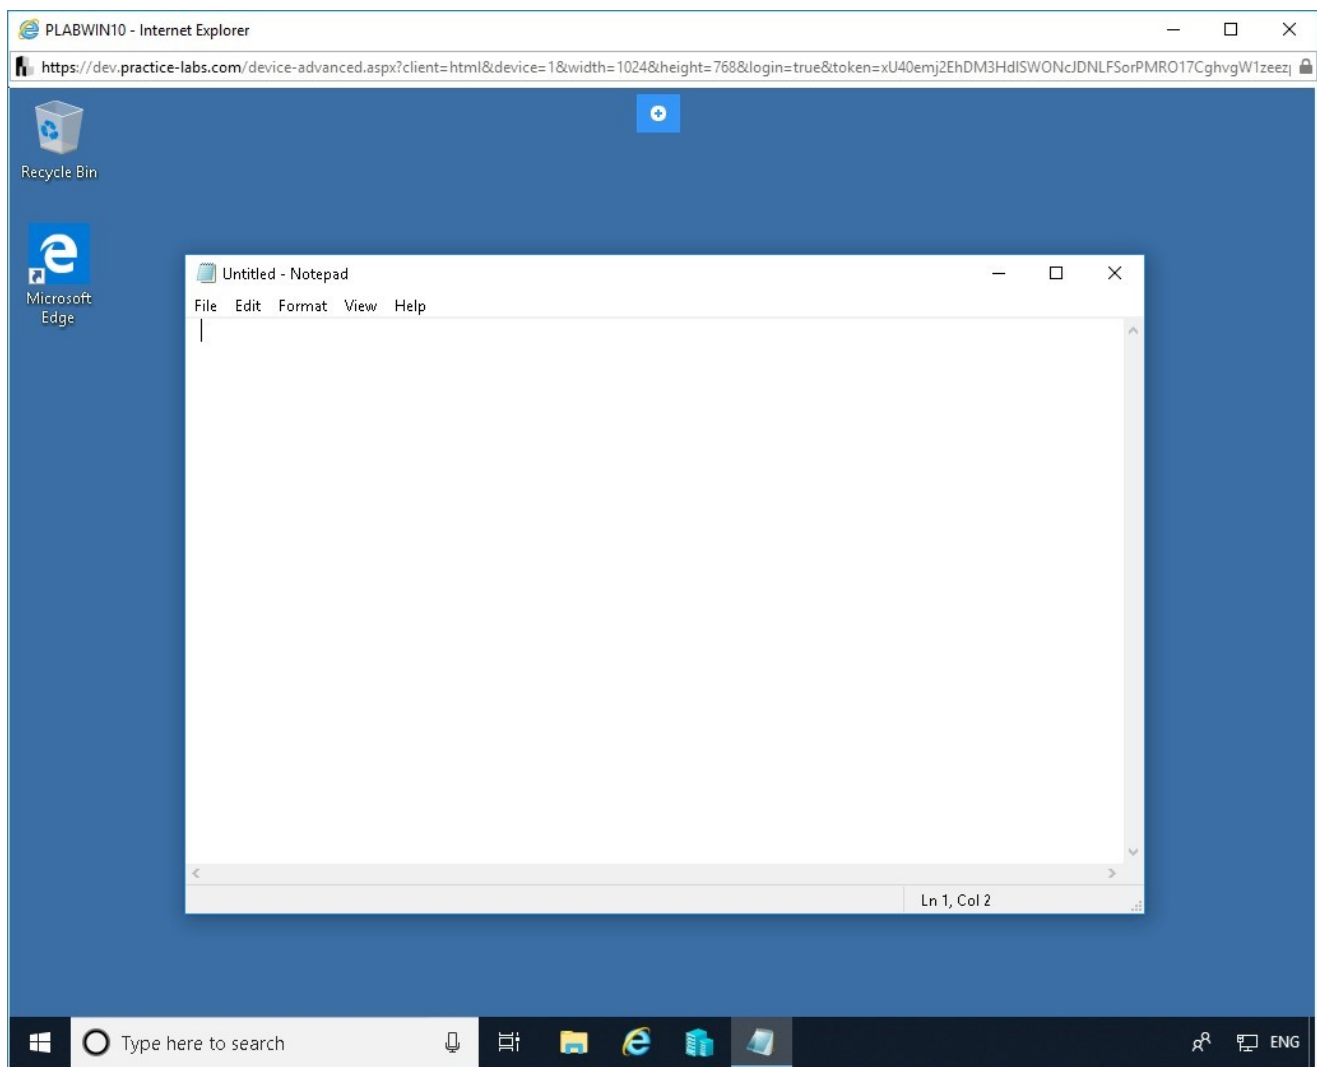 PLABWIN10 - Internet Explorer
https://dev.practice-labs.com/device-advanced.aspx?client=html&device=1&width=1024&height=768&login=true&token=
Recycle Bin
Microsoft
Edge
Untitled - Notepad
File Edit Format View Help
Ln 1, Col 2
Type here to search
ENG